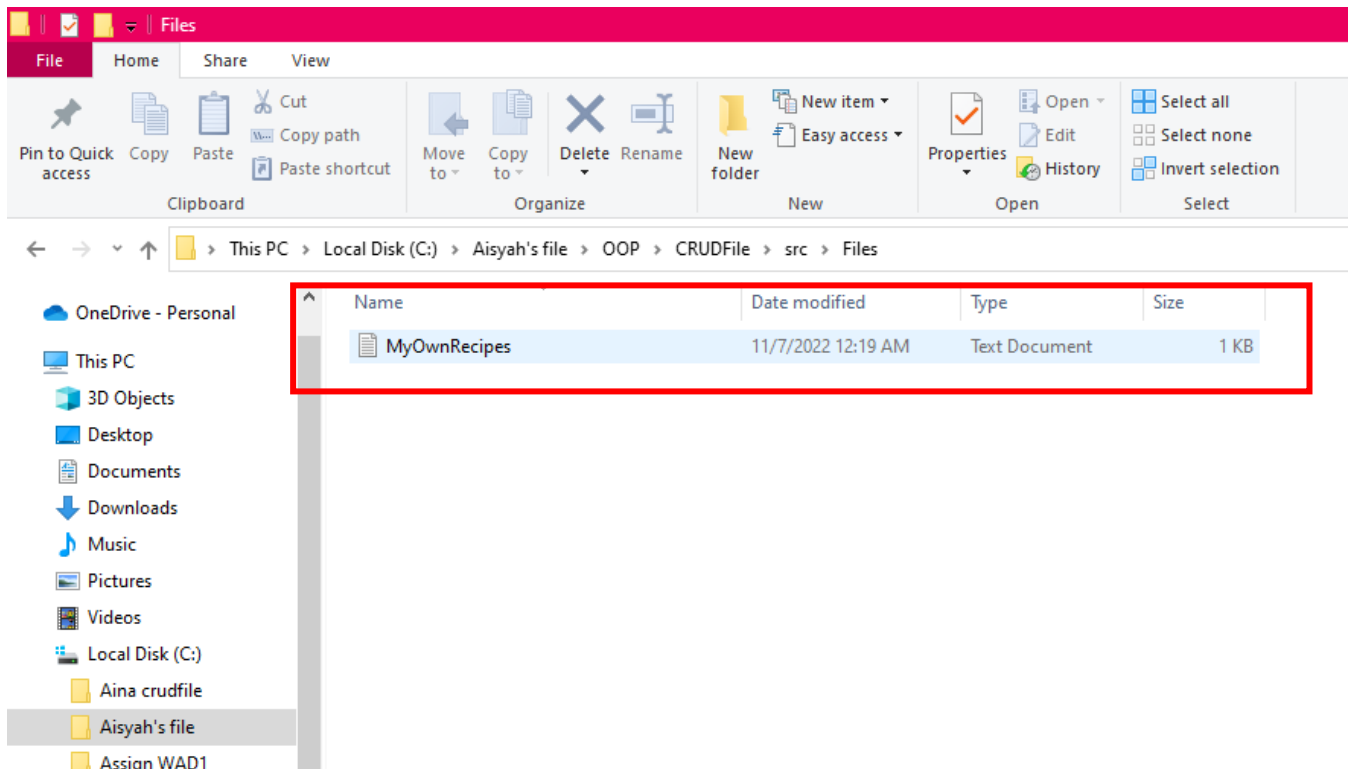 Files
File Home Share View
Pin to Quick access
Copy
Paste
Cut
Copy path
Paste shortcut
Clipboard
Move to
Copy to
Delete
Rename
Organize
New folder
New item
Easy access
New
Properties
Open
Edit
History
Open
Select all
Select none
Invert selection
Select
This PC > Local Disk (C:) > Aisyah's file > OOP > CRUDFile > src > Files
OneDrive - Personal
This PC
3D Objects
Desktop
Documents
Downloads
Music
Pictures
Videos
Local Disk (C:)
Aina crudfile
Aisyah's file
Assign WAD1
Name Date modified Type Size
MyOwnRecipes 11/7/2022 12:19 AM Text Document 1 KB